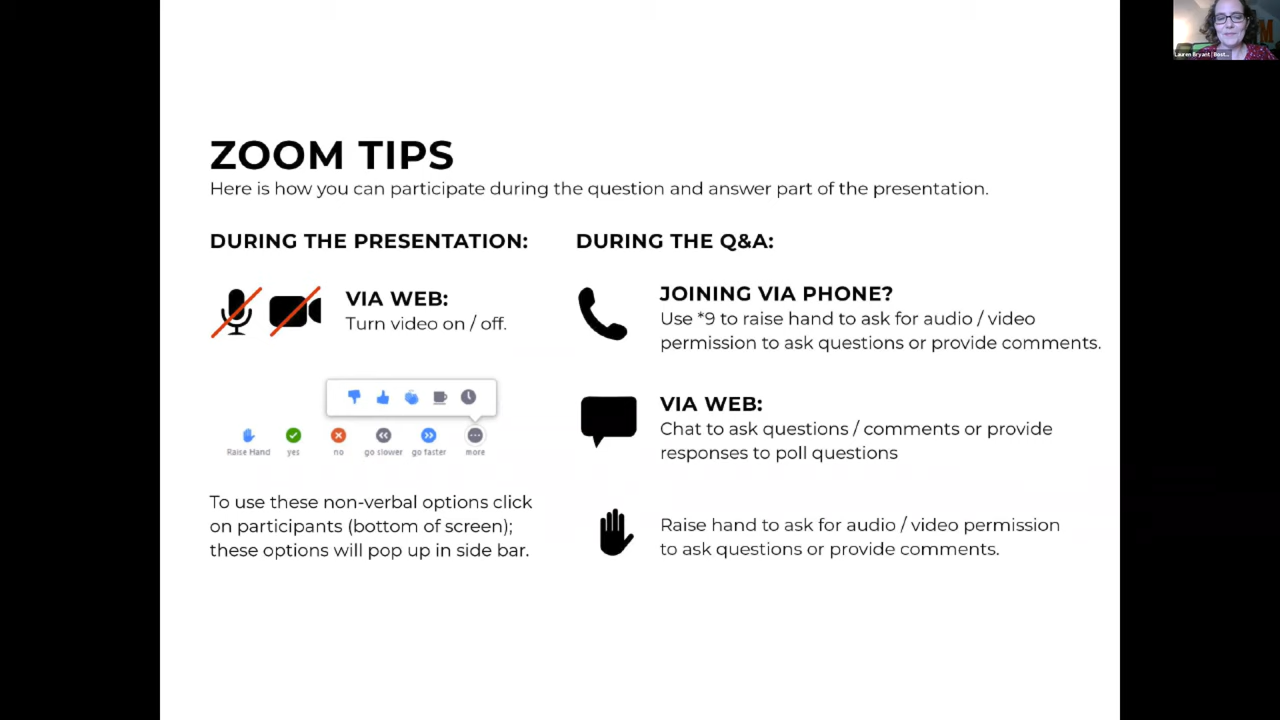 ZOOM TIPS
Here is how you can participate during the question and answer part of the presentation.
DURING THE PRESENTATION:
VIA WEB:
Turn video on / off.
Raise Hand
yes
no
go slower
go faster
more
To use these non-verbal options click
on participants (bottom of screen);
these options will pop up in side bar.
DURING THE Q&A:
JOINING VIA PHONE?
Use *9 to raise hand to ask for audio / video
permission to ask questions or provide comments.
VIA WEB:
Chat to ask questions / comments or provide
responses to poll questions
Raise hand to ask for audio / video permission
to ask questions or provide comments.
Lauren Bryant | Bost...
M